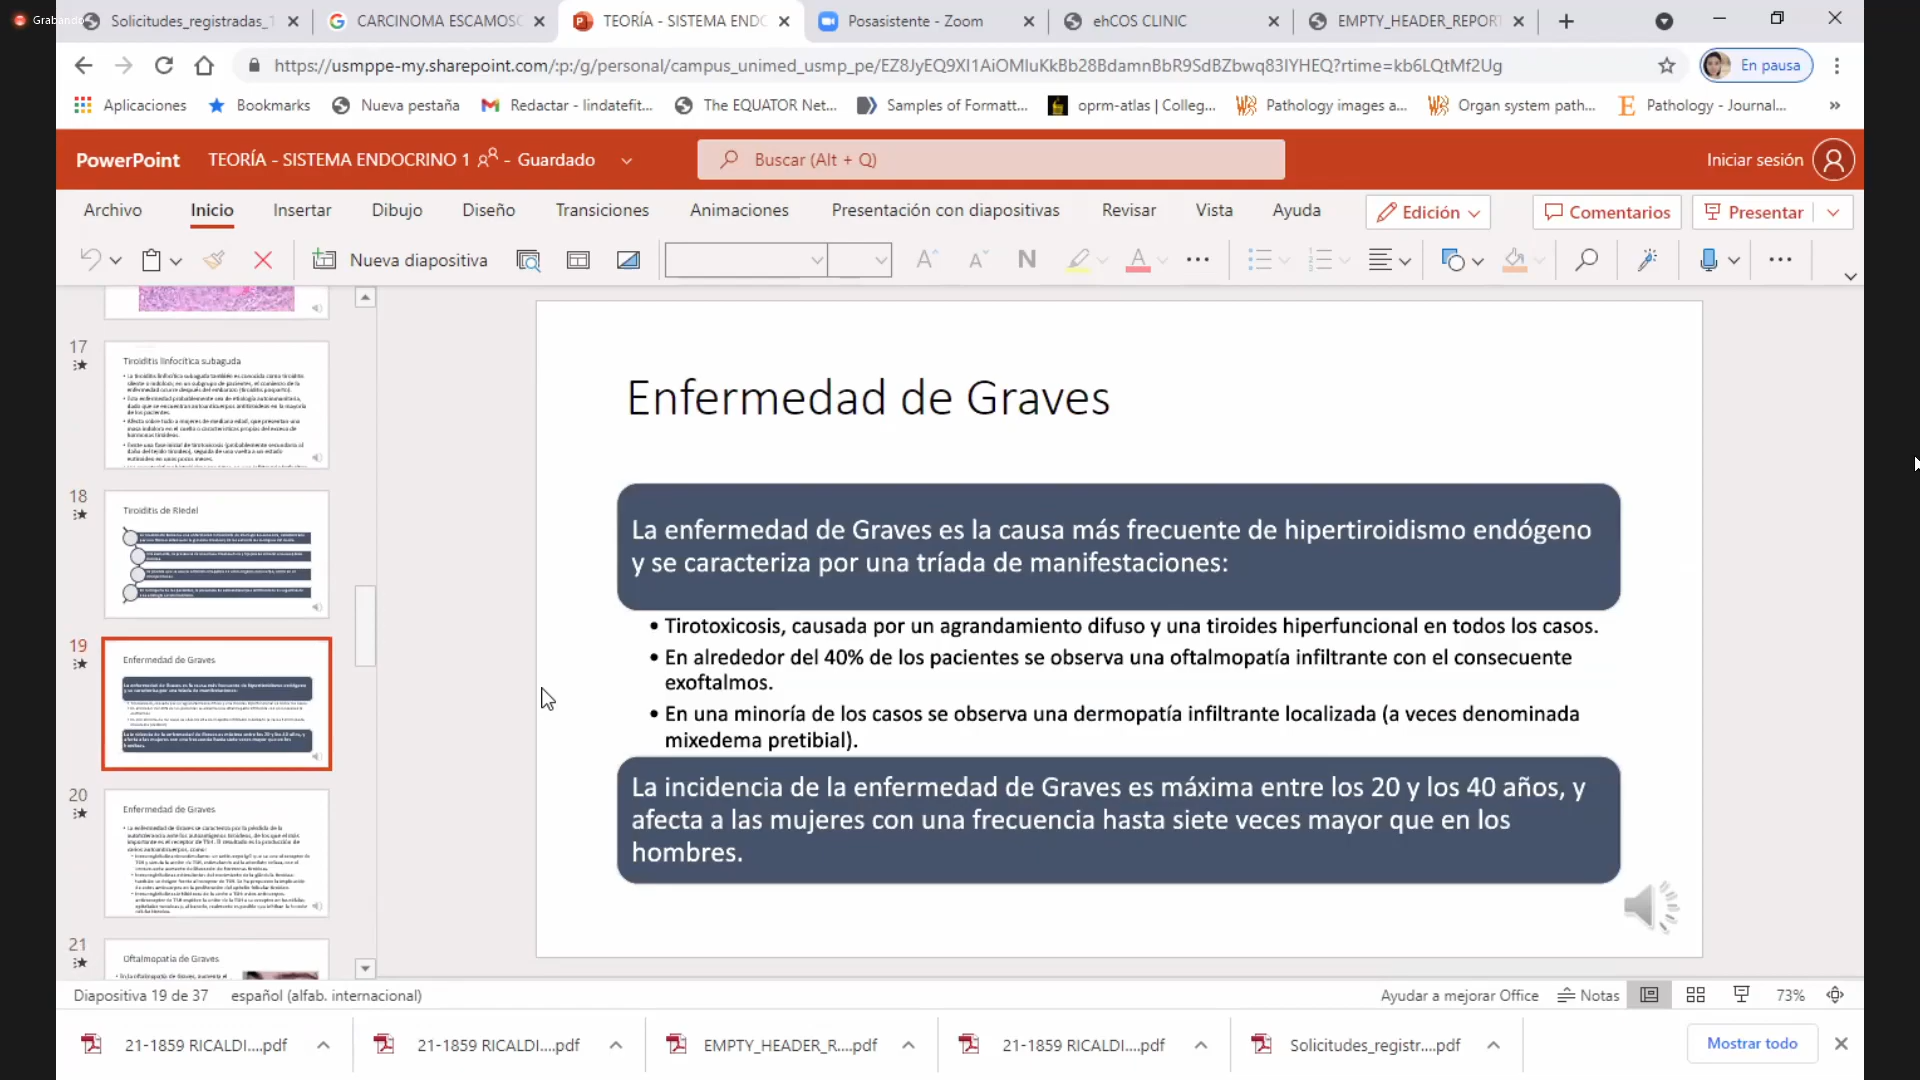 Grabando
Solicitudes_registradas_1
CARCINOMA ESCAMOSO
TEORÍA - SISTEMA ENDO
Posasistente - Zoom
ehCOS CLINIC
EMPTY_HEADER_REPORT
https://usmppe-my.sharepoint.com/:p:/g/personal/campus_unimed_usmp_pe/EZ8JyEQ9XI1AiOMIuKkBb28BdamnBbR9SdBZbwq83IYHEQ?rtime=kb6LQtMf2Ug
En pausa
Aplicaciones
Bookmarks
Nueva pestaña
Redactar - lindatefit...
The EQUATOR Net...
Samples of Formatt...
oprm-atlas | Colleg...
Pathology images a...
Organ system path...
Pathology - Journal...
PowerPoint
TEORÍA - SISTEMA ENDOCRINO 1 - Guardado
Buscar (Alt + Q)
Iniciar sesión
Archivo
Inicio
Insertar
Dibujo
Diseño
Transiciones
Animaciones
Presentación con diapositivas
Revisar
Vista
Ayuda
Edición
Comentarios
Presentar
Nueva diapositiva
N
17
Tiroiditis linfocítica subaguda
18
Tiroiditis de Riedel
19
Enfermedad de Graves
20
Enfermedad de Graves
21
Oftalmopatía de Graves
Enfermedad de Graves
La enfermedad de Graves es la causa más frecuente de hipertiroidismo endógeno
y se caracteriza por una tríada de manifestaciones:
• Tirotoxicosis, causada por un agrandamiento difuso y una tiroides hiperfuncional en todos los casos.
• En alrededor del 40% de los pacientes se observa una oftalmopatía infiltrante con el consecuente
exoftalmos.
• En una minoría de los casos se observa una dermopatía infiltrante localizada (a veces denominada
mixedema pretibial).
La incidencia de la enfermedad de Graves es máxima entre los 20 y los 40 años, y
afecta a las mujeres con una frecuencia hasta siete veces mayor que en los
hombres.
Diapositiva 19 de 37
español (alfab. internacional)
Ayudar a mejorar Office
Notas
73%
21-1859 RICALDI....pdf
21-1859 RICALDI....pdf
EMPTY_HEADER_R....pdf
21-1859 RICALDI....pdf
Solicitudes_registr....pdf
Mostrar todo